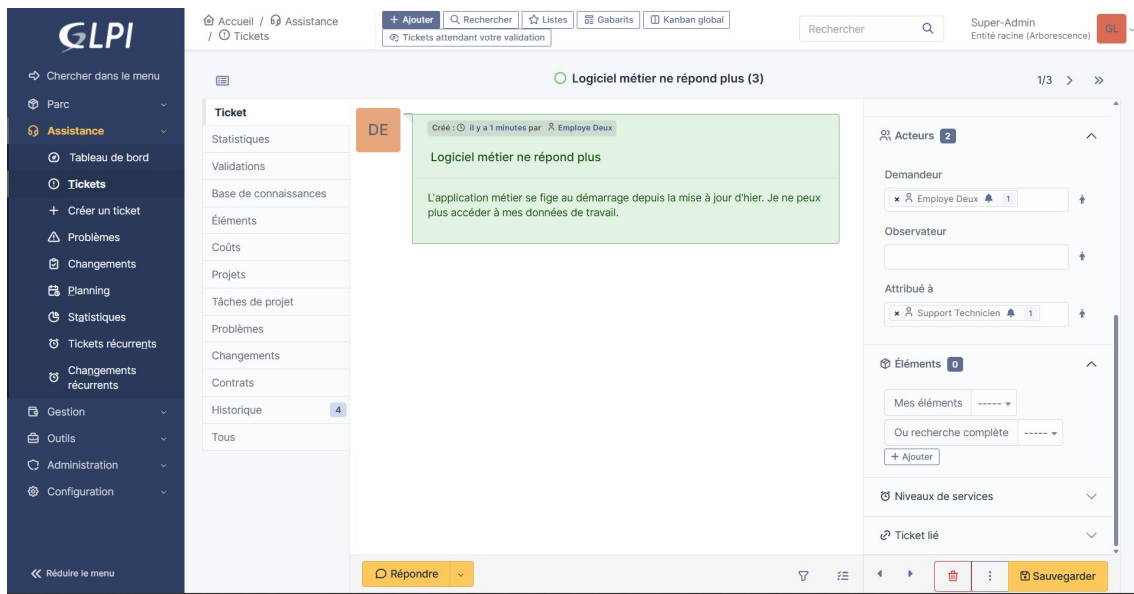 GLPI
Chercher dans le menu
Parc
Assistance
Tableau de bord
Tickets
Créer un ticket
Problèmes
Changements
Planning
Statistiques
Tickets récurrents
Changements
récurrents
Gestion
Outils
Administration
Configuration
Réduire le menu
Accueil / Assistance
/ Tickets
+ Ajouter Rechercher Listes Gabarits Kanban global
Tickets attendant votre validation
Rechercher
Super-Admin
Entité racine (Arborescence)
GL
Logiciel métier ne répond plus (3)
1/3
Ticket
Statistiques
Validations
Base de connaissances
Éléments
Coûts
Projets
Tâches de projet
Problèmes
Changements
Contrats
Historique 4
Tous
DE
Créé : il y a 1 minutes par Employe Deux
Logiciel métier ne répond plus
L'application métier se fige au démarrage depuis la mise à jour d'hier. Je ne peux
plus accéder à mes données de travail.
Répondre
Acteurs 2
Demandeur
× Employe Deux 1
Observateur
Attribué à
× Support Technicien 1
Éléments 0
Mes éléments -----
Ou recherche complète -----
+ Ajouter
Niveaux de services
Ticket lié
Sauvegarder